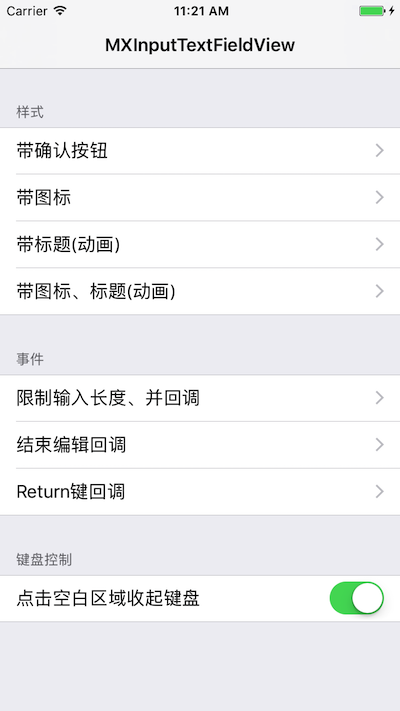 Carrier 11:21 AM
MXInputTextFieldView
样式
带确认按钮
带图标
带标题(动画)
带图标、标题(动画)
事件
限制输入长度、并回调
结束编辑回调
Return键回调
键盘控制
点击空白区域收起键盘